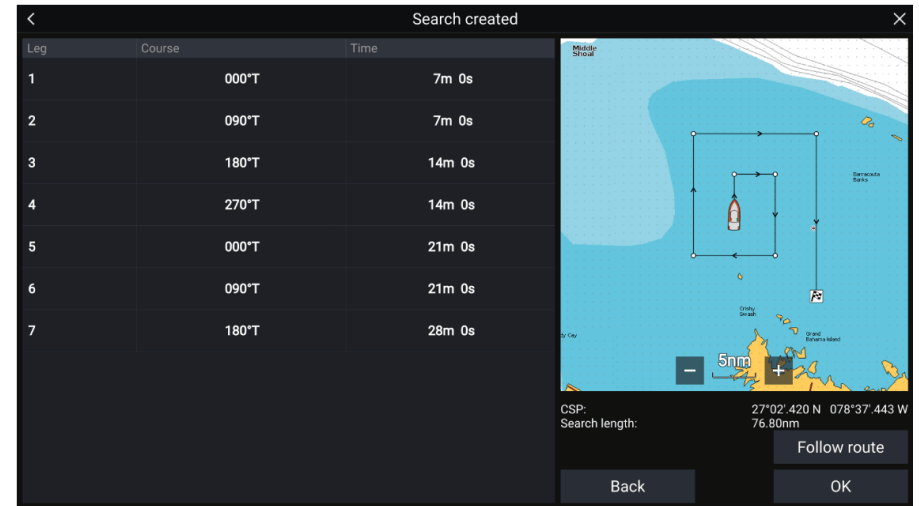 Search created
Leg Course Time
1 000°T 7m 0s
2 090°T 7m 0s
3 180°T 14m 0s
4 270°T 14m 0s
5 000°T 21m 0s
6 090°T 21m 0s
7 180°T 28m 0s
Middle
Shoal
Barracuta
Banks
Grand
Bahama Island
5nm
CSP: 27°02'.420 N 078°37'.443 W
Search length: 76.80nm
Follow route
Back OK